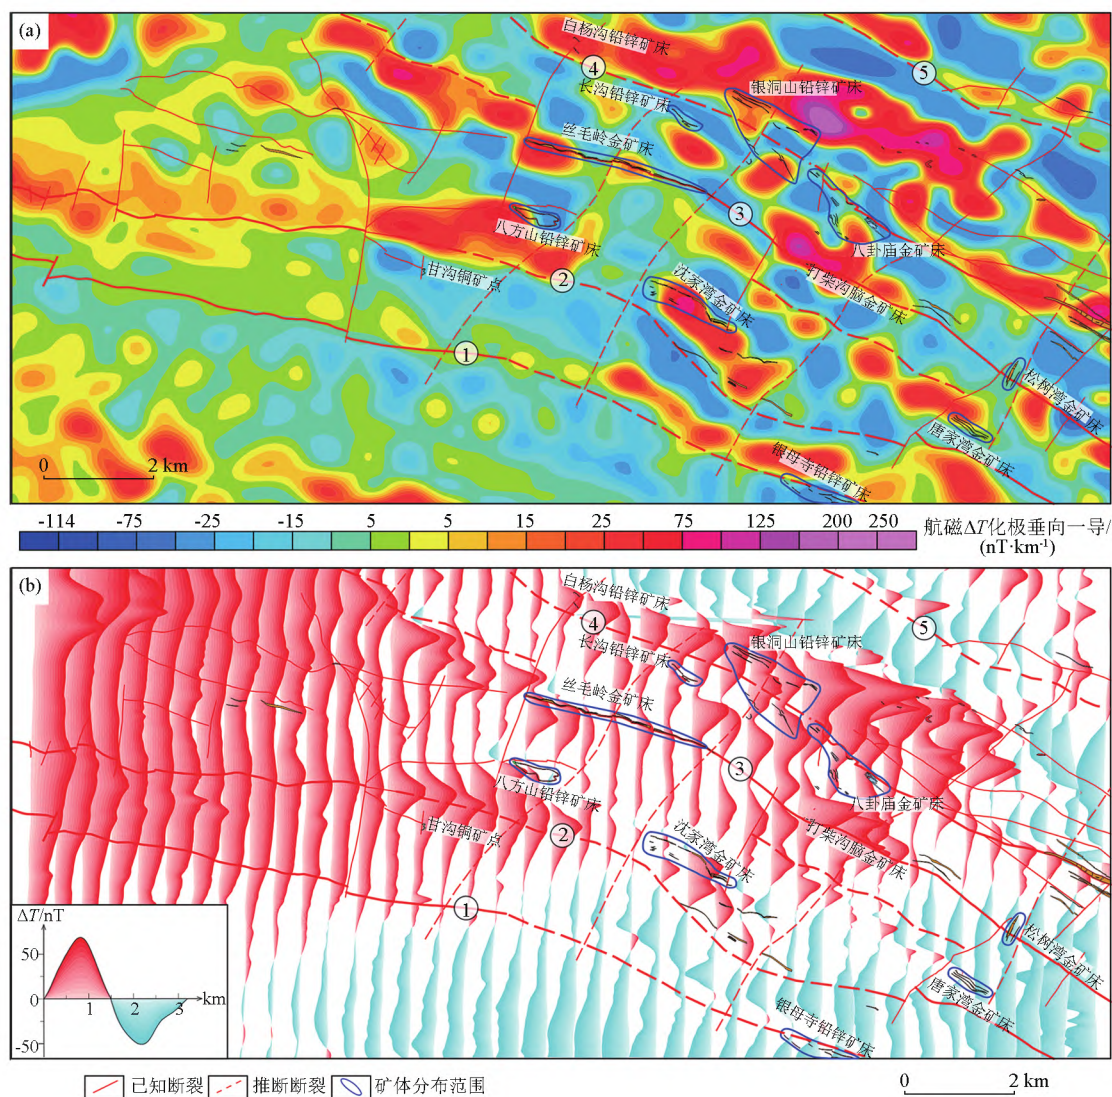 (a)
白杨沟铅锌矿床
④
⑤
长沟铅锌矿床
银洞山铅锌矿床
丝毛岭金矿床
③
八方山铅锌矿床
八卦庙金矿床
甘沟铜矿点
②
沈家湾金矿床
打柴沟脑金矿床
①
松树湾金矿床
唐家湾金矿床
银母寺铅锌矿床
0 2 km
-114 -75 -25 -15 5 5 15 25 75 125 200 250
航磁ΔT化极垂向一导/
(nT·km⁻¹)
(b)
白杨沟铅锌矿床
④
⑤
长沟铅锌矿床
银洞山铅锌矿床
丝毛岭金矿床
③
八方山铅锌矿床
八卦庙金矿床
甘沟铜矿点
②
沈家湾金矿床
打柴沟脑金矿床
①
松树湾金矿床
唐家湾金矿床
银母寺铅锌矿床
ΔT/nT
50
0
-50
1 2 3 km
已知断裂 推断断裂 矿体分布范围
0 2 km